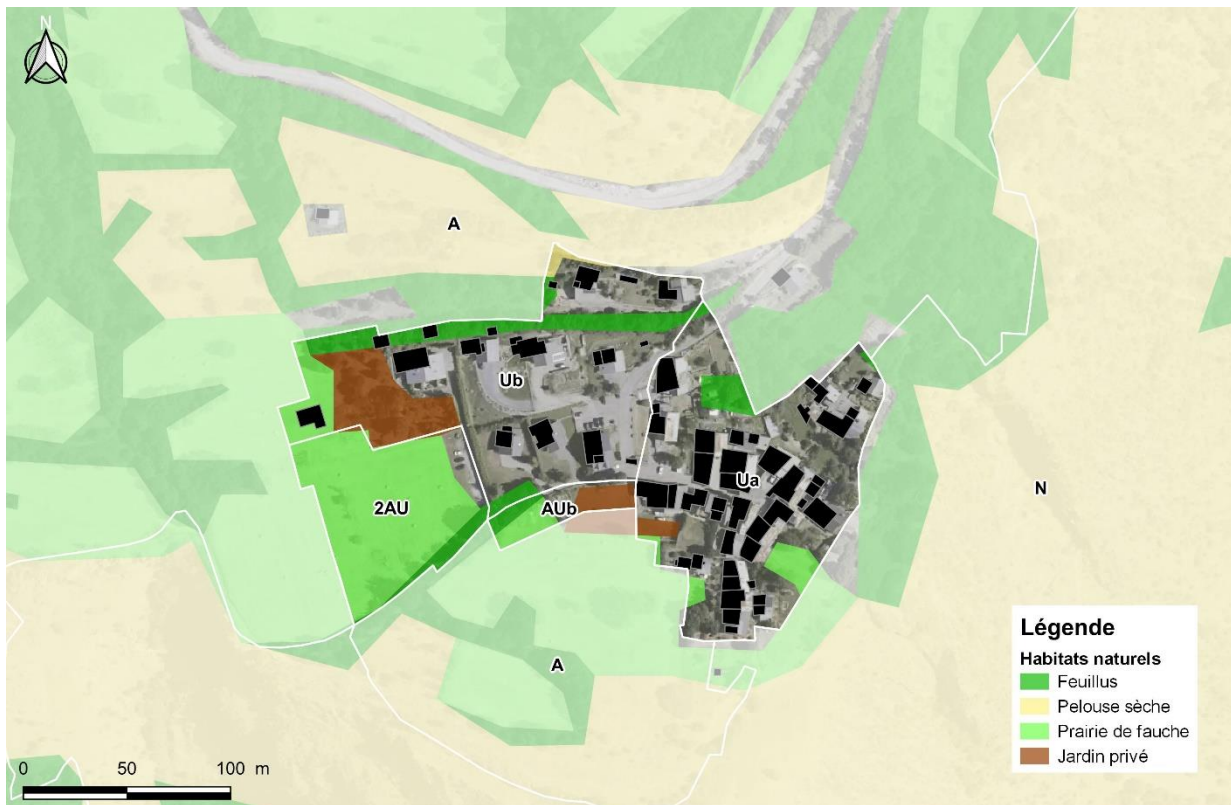 N
A
Ub
Ua
N
2AU
AUb
A
Légende
Habitats naturels
Feuillus
Pelouse sèche
Prairie de fauche
Jardin privé
0 50 100 m